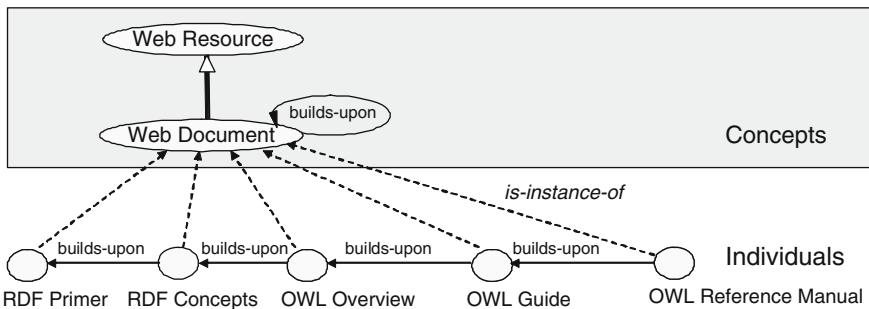 Web Resource
builds-upon
Web Document
Concepts
is-instance-of
builds-upon
builds-upon
builds-upon
builds-upon
Individuals
RDF Primer
RDF Concepts
OWL Overview
OWL Guide
OWL Reference Manual